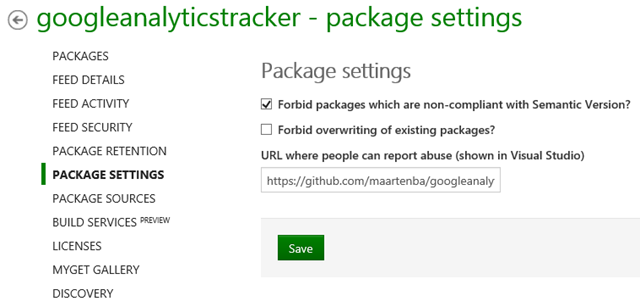 googleanalyticstracker - package settings
PACKAGES
FEED DETAILS
FEED ACTIVITY
FEED SECURITY
PACKAGE RETENTION
PACKAGE SETTINGS
PACKAGE SOURCES
BUILD SERVICES PREVIEW
LICENSES
MYGET GALLERY
DISCOVERY
Package settings
Forbid packages which are non-compliant with Semantic Version?
Forbid overwriting of existing packages?
URL where people can report abuse (shown in Visual Studio)
https://github.com/maartenba/googleanaly
Save